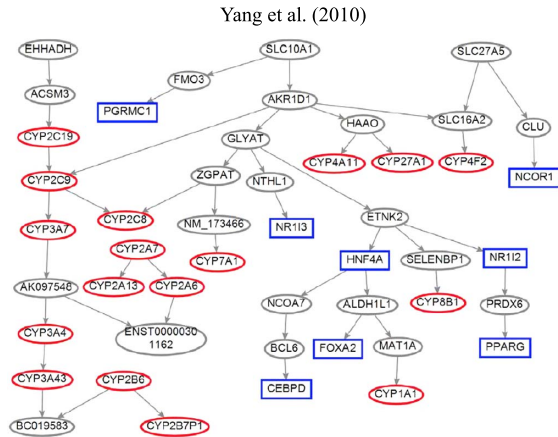 Yang et al. (2010)
EHHADH
SLC10A1
SLC27A5
FMO3
ACSM3
PGRMC1
AKR1D1
HAAO
SLC16A2
CLU
CYP2C19
GLYAT
CYP4A11
CYP27A1
CYP4F2
NCOR1
CYP2C9
ZGPAT
NTHL1
CYP2C8
ETNK2
CYP3A7
NM_173466
NR1I3
CYP2A7
CYP7A1
HNF4A
SELENBP1
NR1I2
AK097548
CYP2A13
CYP2A6
NCOA7
ALDH1L1
CYP8B1
PRDX6
CYP3A4
ENST0000030
1162
BCL6
FOXA2
MAT1A
PPARG
CYP3A43
CYP2B6
CEBPD
CYP1A1
BC019583
CYP2B7P1